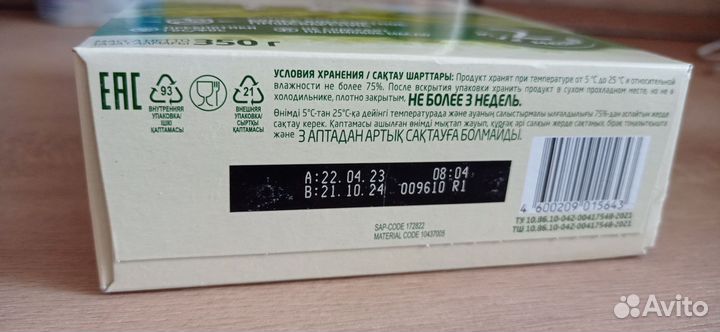 350 г
EAC
93
21
ВНУТРЕННЯЯ
УПАКОВКА/
ІШКІ
ҚАПТАМАСЫ
ВНЕШНЯЯ
УПАКОВКА/
СЫРТҚЫ
ҚАПТАМАСЫ
УСЛОВИЯ ХРАНЕНИЯ / САҚТАУ ШАРТТАРЫ: Продукт хранят при температуре от 5 °С до 25 °С и относительной
влажности не более 75%. После вскрытия упаковки хранить продукт в сухом прохладном месте, но не в
холодильнике, плотно закрытым, НЕ БОЛЕЕ 3 НЕДЕЛЬ.
Өнімді 5°С-тан 25°С-қа дейінгі температурада және ауаның салыстырмалы ылғалдылығы 75%-дан аспайтын жерде
сақтау керек. Қаптамасы ашылған өнімді мықтап жауып, құрғақ әрі салқын жерде сақтаңыз, бірақ тоңазытқышта
және 3 АПТАДАН АРТЫҚ САҚТАУҒА БОЛМАЙДЫ.
A:22.04.23 08:04
B:21.10.24 009610 R1
SAP-CODE 172822
MATERIAL CODE 10437005
4 600209 015643
ТУ 10.86.10-042-00417548-2021
ТШ 10.86.10-042-00417548-2021
Avito